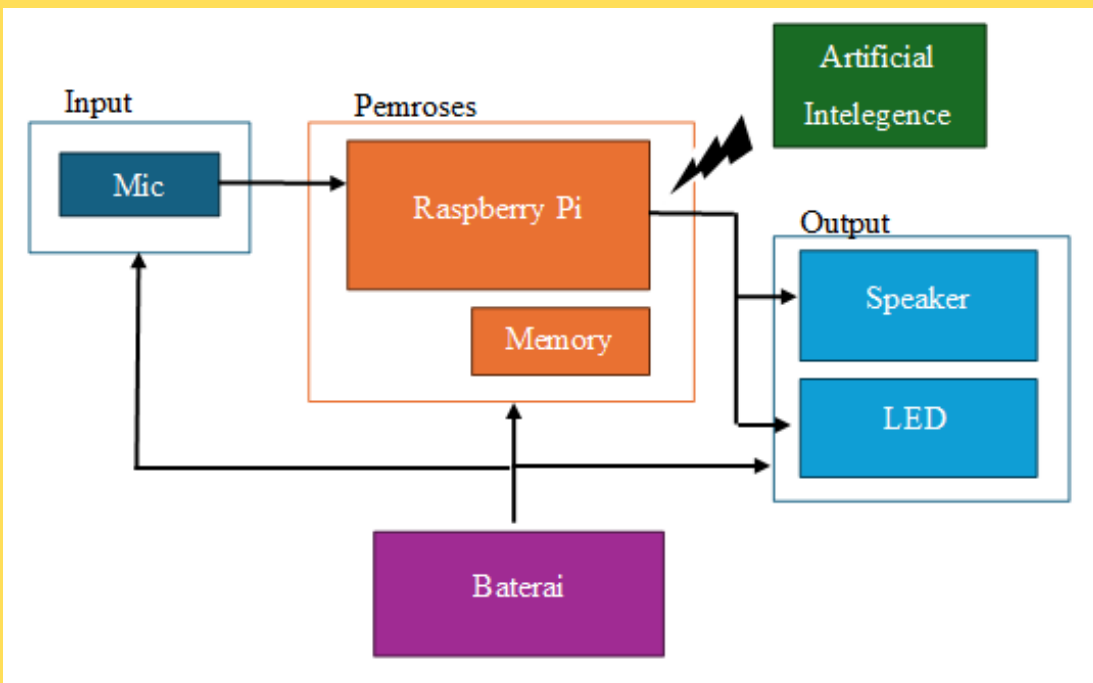 Input
Mic
Pemroses
Raspberry Pi
Memory
Artificial
Intelegence
Output
Speaker
LED
Baterai